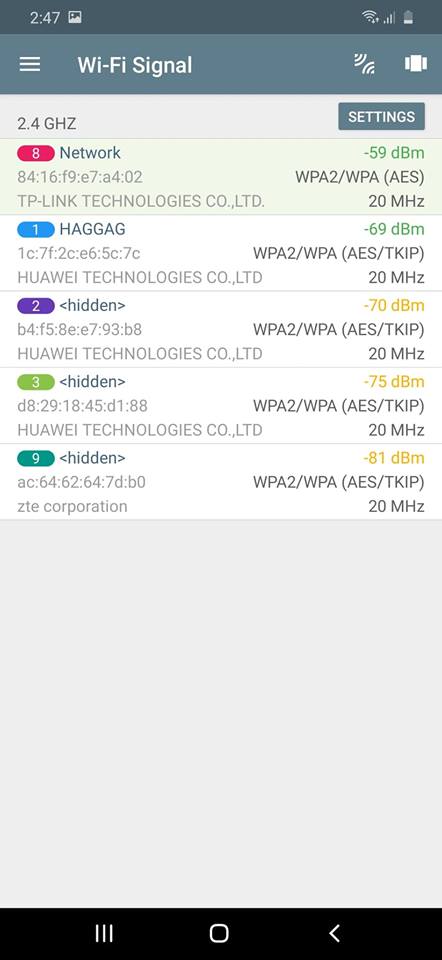 2:47
Wi-Fi Signal
2.4 GHZ
SETTINGS
8 Network -59 dBm
84:16:f9:e7:a4:02 WPA2/WPA (AES)
TP-LINK TECHNOLOGIES CO.,LTD. 20 MHz
1 HAGGAG -69 dBm
1c:7f:2c:e6:5c:7c WPA2/WPA (AES/TKIP)
HUAWEI TECHNOLOGIES CO.,LTD 20 MHz
2 <hidden> -70 dBm
b4:f5:8e:e7:93:b8 WPA2/WPA (AES/TKIP)
HUAWEI TECHNOLOGIES CO.,LTD 20 MHz
3 <hidden> -75 dBm
d8:29:18:45:d1:88 WPA2/WPA (AES/TKIP)
HUAWEI TECHNOLOGIES CO.,LTD 20 MHz
9 <hidden> -81 dBm
ac:64:62:64:7d:b0 WPA2/WPA (AES/TKIP)
zte corporation 20 MHz